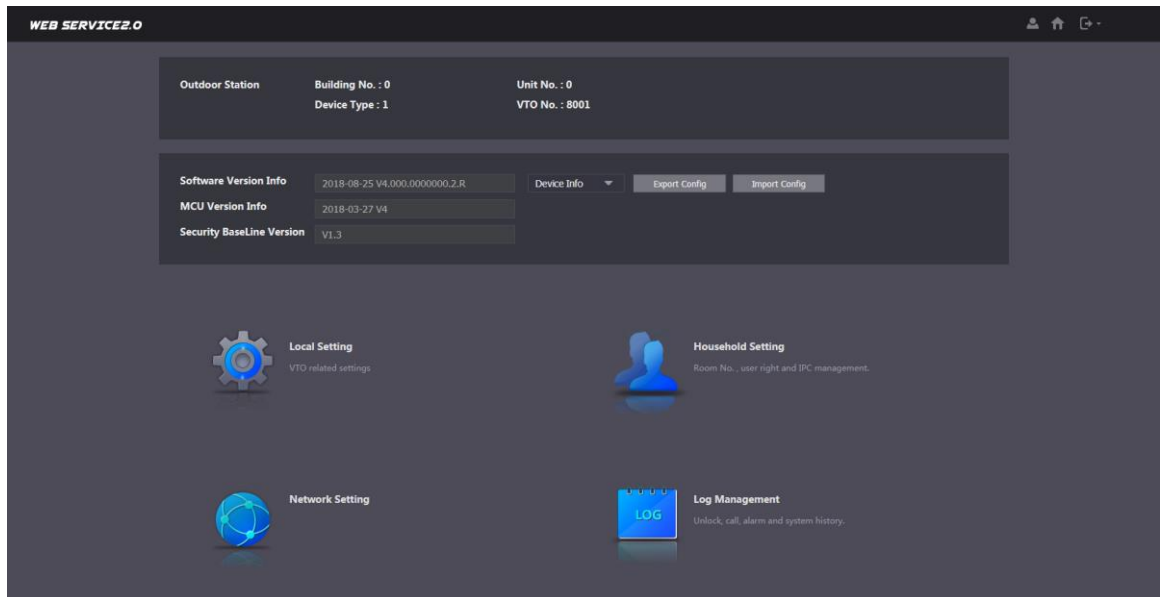 WEB SERVICE2.0
Outdoor Station Building No. : 0 Unit No. : 0
Device Type : 1 VTO No. : 8001
Software Version Info 2018-08-25 V4.000.0000000.2.R Device Info Export Config Import Config
MCU Version Info 2018-03-27 V4
Security BaseLine Version V1.3
Local Setting
VTO related settings
Household Setting
Room No. , user right and IPC management.
Network Setting
LOG
Log Management
Unlock, call, alarm and system history.